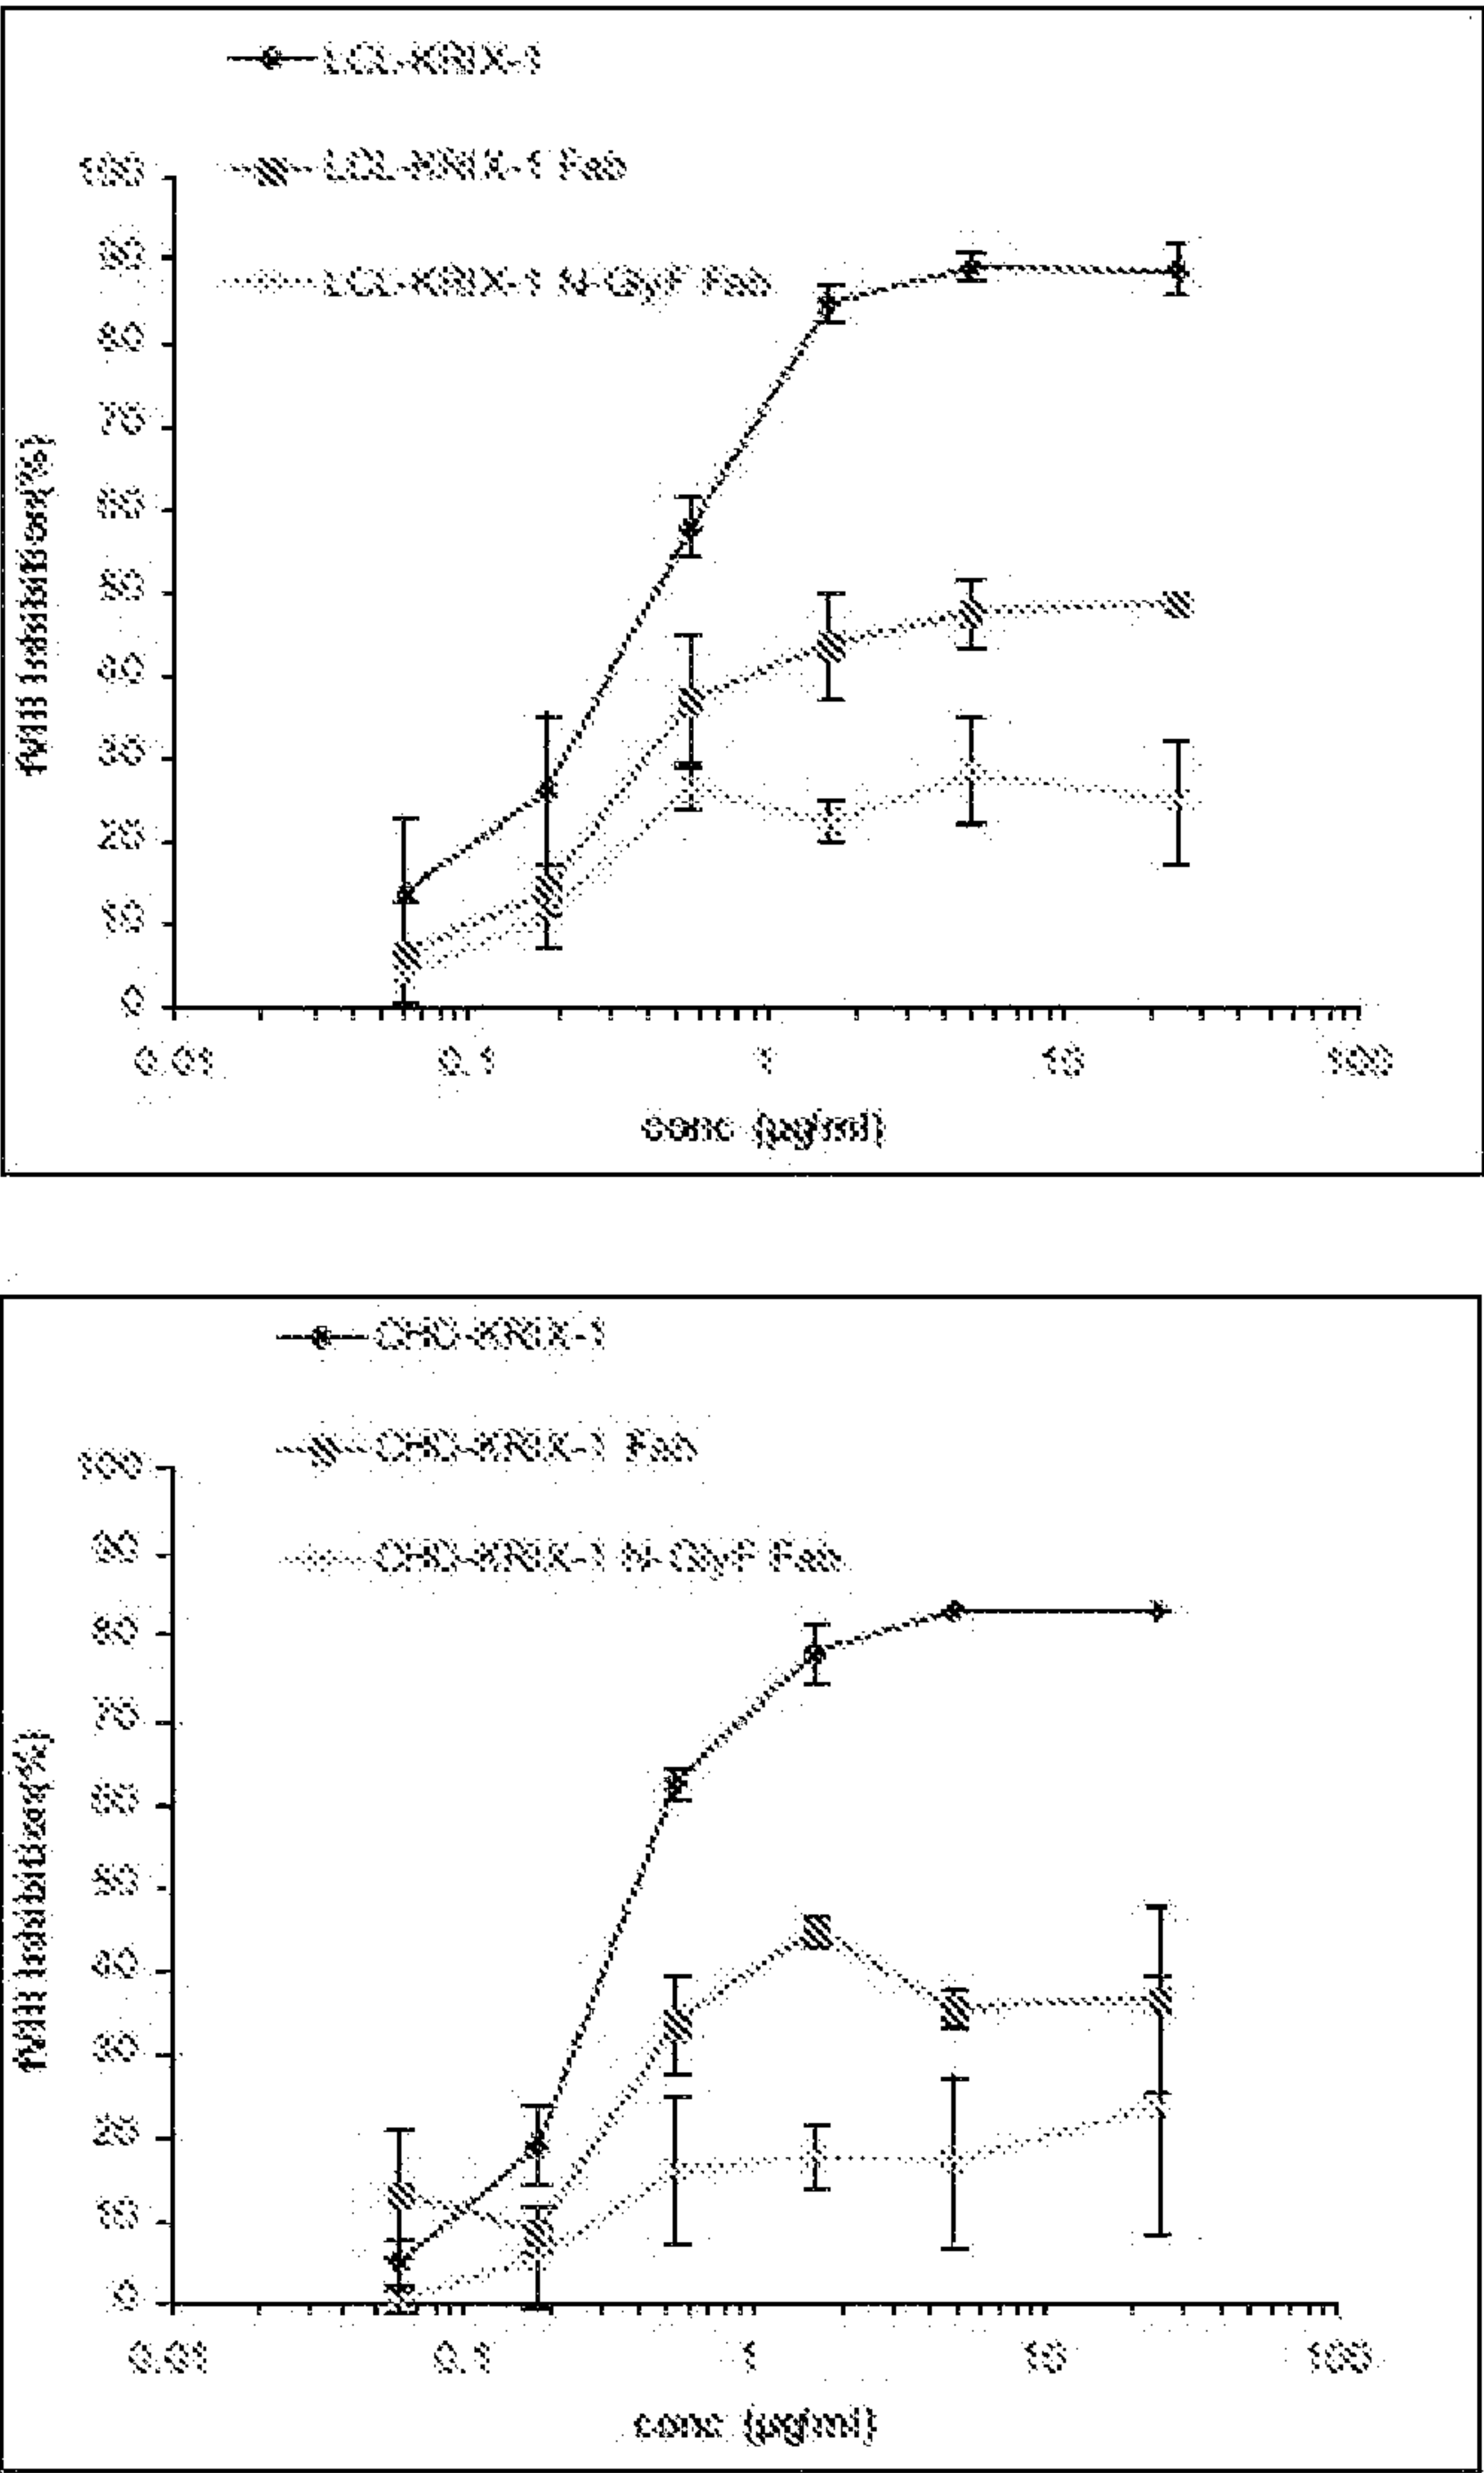 LCL-KRIX-1
LCL-KRIX-1 Fab
LCL-KRIX-1 N-GlyF Fab
100
90
80
70
60
50
40
30
20
10
0
fVIII Inhibition(%)
0.01 0.1 1 10 100
conc (µg/ml)
CHO-KRIX-1
CHO-KRIX-1 Fab
CHO-KRIX-1 N-GlyF Fab
100
90
80
70
60
50
40
30
20
10
0
fVIII Inhibition(%)
0.01 0.1 1 10 100
conc (µg/ml)